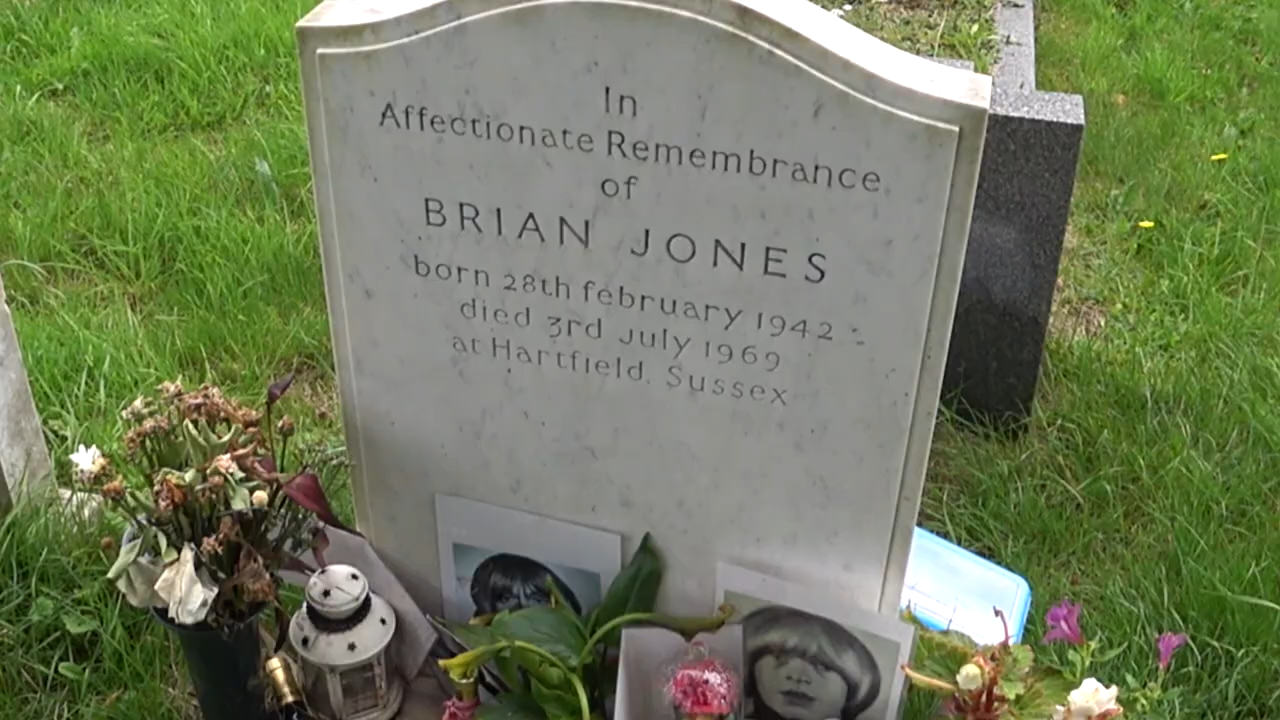 In
Affectionate Remembrance
of
BRIAN JONES
born 28th february 1942
died 3rd July 1969
at Hartfield. Sussex